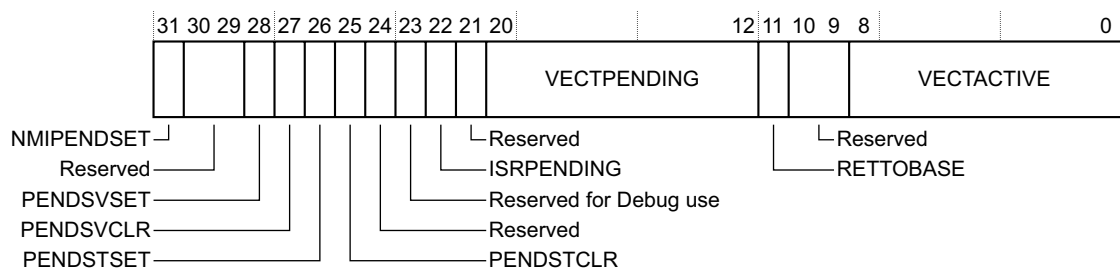 31 30 29 28 27 26 25 24 23 22 21 20 12 11 10 9 8 0
VECTPENDING VECTACTIVE
NMIPENDSET Reserved Reserved
Reserved ISRPENDING RETTOBASE
PENDSVSET Reserved for Debug use
PENDSVCLR Reserved
PENDSTSET PENDSTCLR